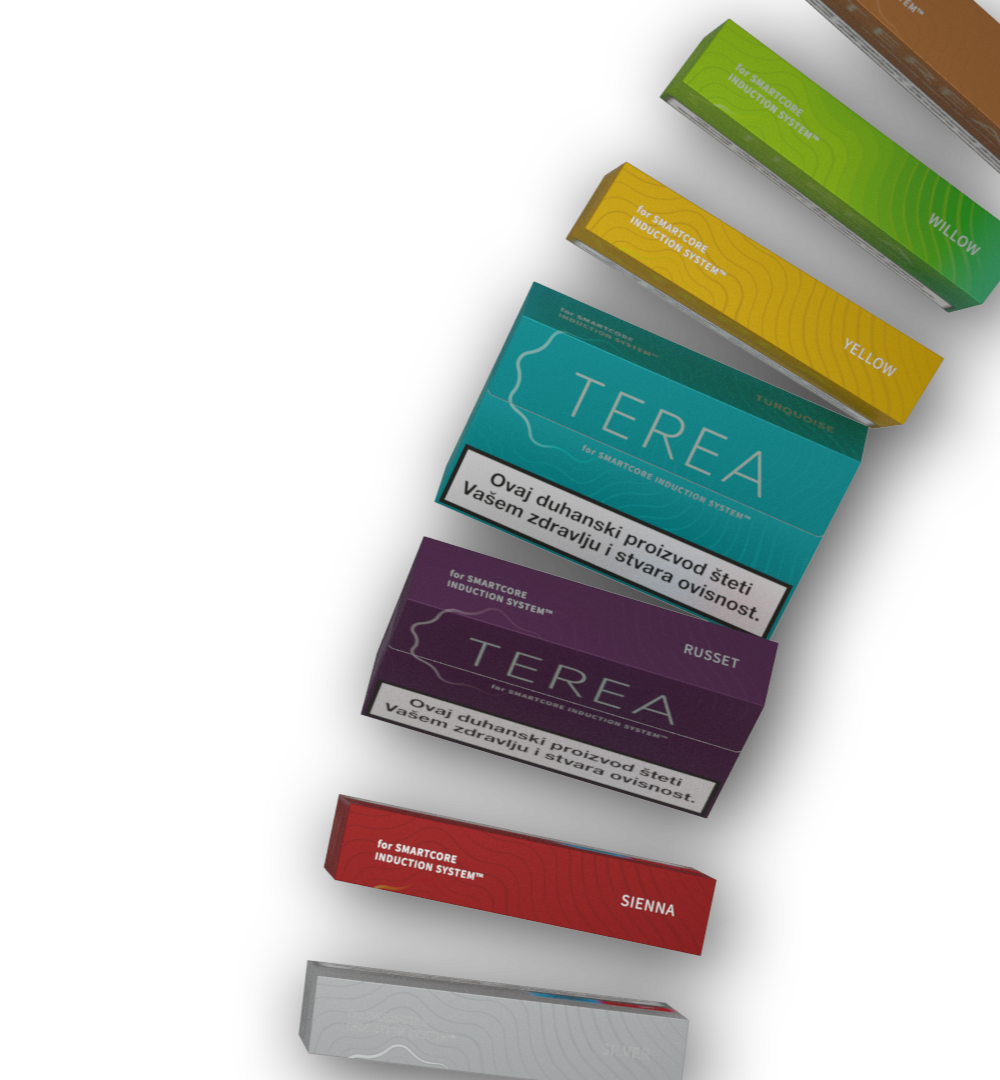 for SMARTCORE
INDUCTION SYSTEM™
WILLOW
for SMARTCORE
INDUCTION SYSTEM™
YELLOW
for SMARTCORE
INDUCTION SYSTEM™
TURQUOISE
TEREA
for SMARTCORE INDUCTION SYSTEM™
Ovaj duhanski proizvod šteti
Vašem zdravlju i stvara ovisnost.
for SMARTCORE
INDUCTION SYSTEM™
RUSSET
TEREA
for SMARTCORE INDUCTION SYSTEM™
Ovaj duhanski proizvod šteti
Vašem zdravlju i stvara ovisnost.
for SMARTCORE
INDUCTION SYSTEM™
SIENNA
SILVER